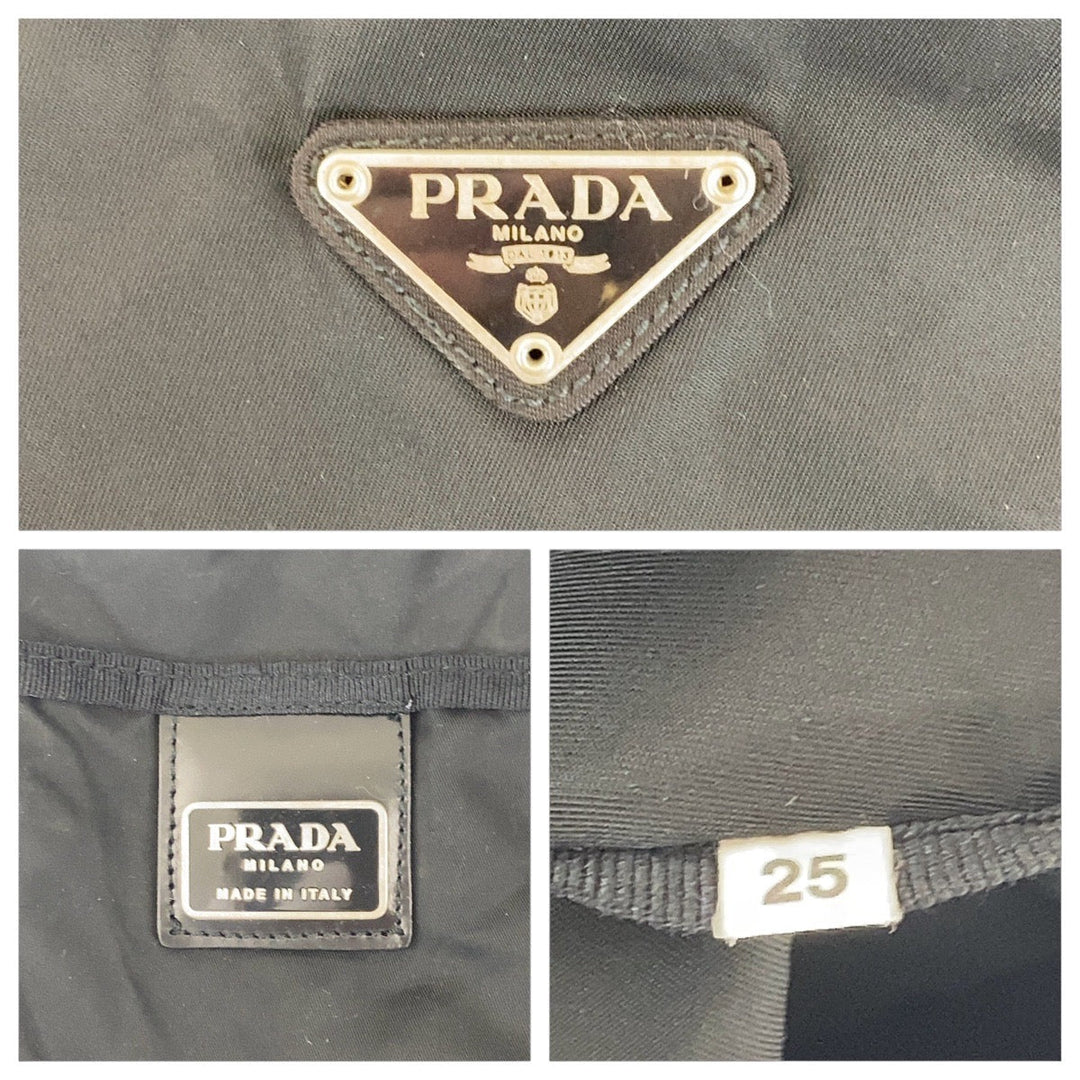 PRADA
MILANO
DAL 1913
PRADA
MILANO
MADE IN ITALY
25